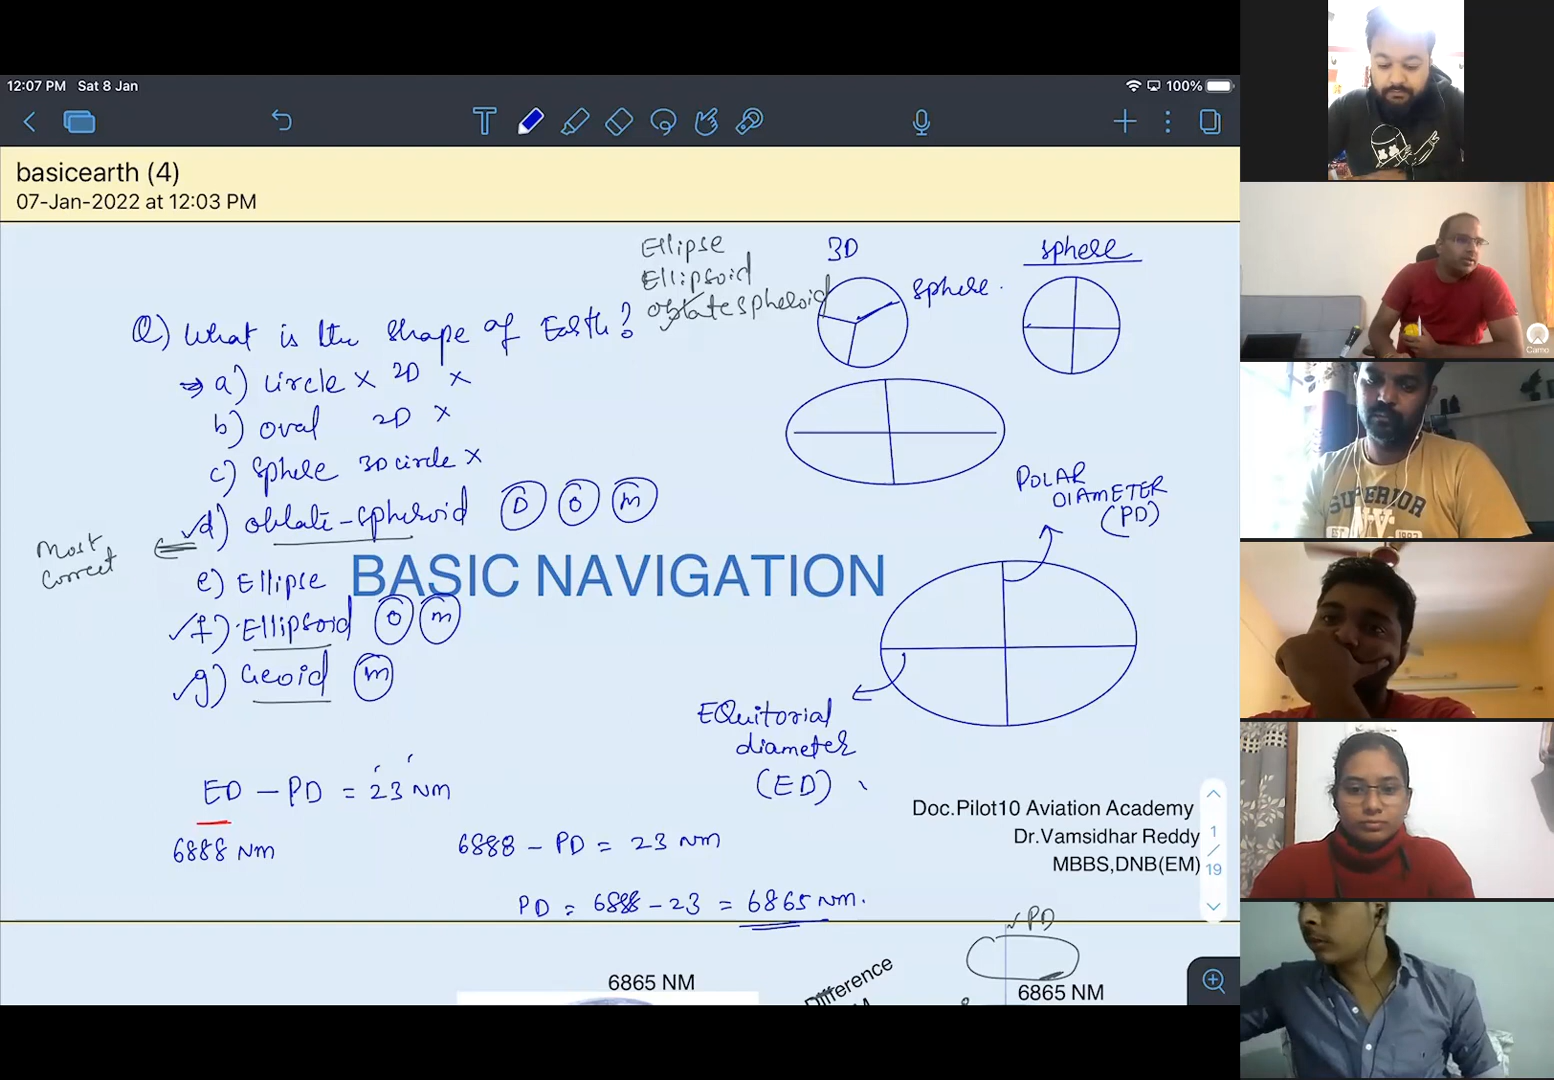 12:07 PM Sat 8 Jan
100%
basicearth (4)
07-Jan-2022 at 12:03 PM
Ellipse
Ellipsoid
oblate spheroid
3D
sphere
sphere.
Q) What is the shape of Earth?
a) circle × 2D ×
b) oval 2D ×
c) sphere 3D circle ×
d) oblate-spheroid D O m
Most correct
e) Ellipse
f) Ellipsoid O m
g) Geoid m
BASIC NAVIGATION
POLAR
DIAMETER
(PD)
EQuitorial
diameter
(ED)
ED - PD = 23 Nm
6888 Nm
6888 - PD = 23 Nm
PD = 6888 - 23 = 6865 Nm.
Doc.Pilot10 Aviation Academy
Dr.Vamsidhar Reddy
MBBS,DNB(EM)
1
/
19
PD
6865 NM
Difference
6865 NM
Camo
SUPERIOR